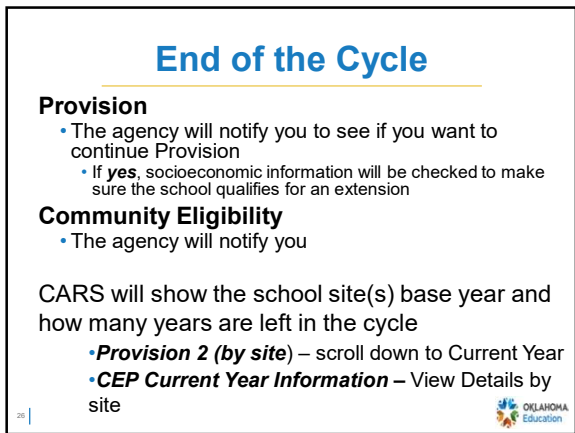 End of the Cycle
Provision
• The agency will notify you to see if you want to
continue Provision
• If yes, socioeconomic information will be checked to make
sure the school qualifies for an extension
Community Eligibility
• The agency will notify you
CARS will show the school site(s) base year and
how many years are left in the cycle
•Provision 2 (by site) – scroll down to Current Year
•CEP Current Year Information – View Details by
site
26
OKLAHOMA
Education